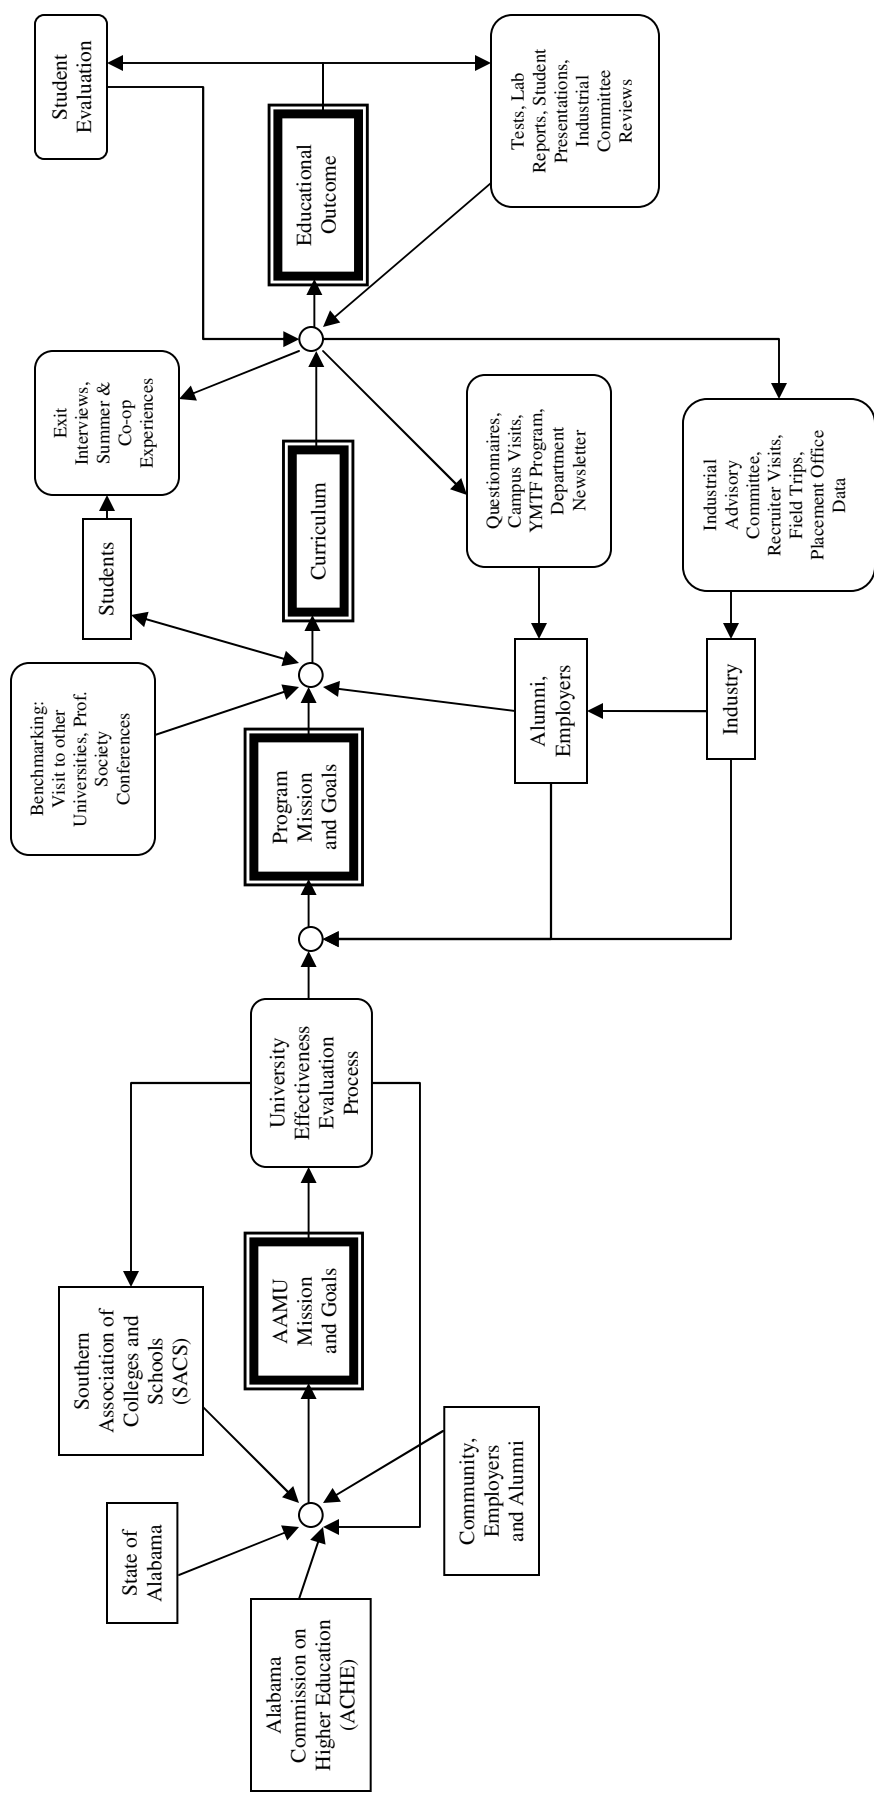 Alabama
Commission on
Higher Education
(ACHE)
State of
Alabama
Community,
Employers
and Alumni
Southern
Association of
Colleges and
Schools
(SACS)
AAMU
Mission
and Goals
University
Effectiveness
Evaluation
Process
Program
Mission
and Goals
Benchmarking:
Visit to other
Universities, Prof.
Society
Conferences
Alumni,
Employers
Industry
Students
Curriculum
Exit
Interviews,
Summer &
Co-op
Experiences
Questionnaires,
Campus Visits,
YMTF Program,
Department
Newsletter
Industrial
Advisory
Committee,
Recruiter Visits,
Field Trips,
Placement Office
Data
Educational
Outcome
Student
Evaluation
Tests, Lab
Reports, Student
Presentations,
Industrial
Committee
Reviews